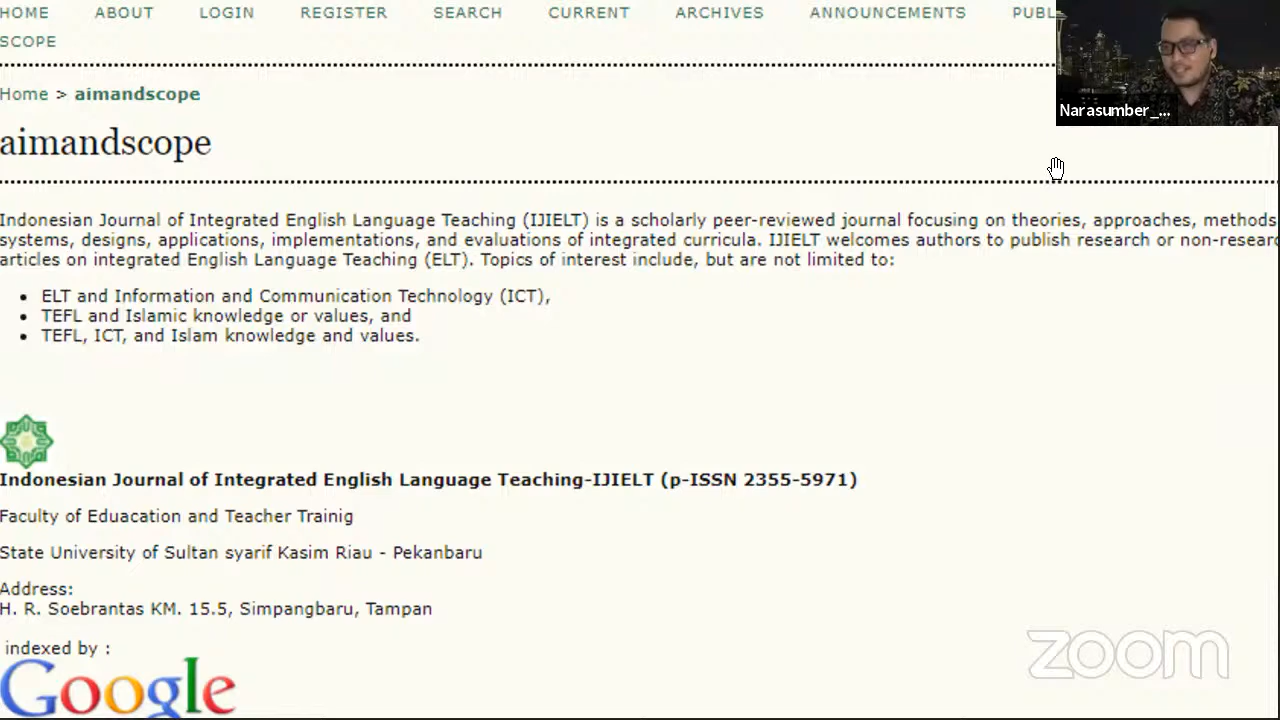 HOME ABOUT LOGIN REGISTER SEARCH CURRENT ARCHIVES ANNOUNCEMENTS
SCOPE
Narasumber_...
Home > aimandscope
aimandscope
Indonesian Journal of Integrated English Language Teaching (IJIELT) is a scholarly peer-reviewed journal focusing on theories, approaches, methods
systems, designs, applications, implementations, and evaluations of integrated curricula. IJIELT welcomes authors to publish research or
articles on integrated English Language Teaching (ELT). Topics of interest include, but are not limited to:
• ELT and Information and Communication Technology (ICT),
• TEFL and Islamic knowledge or values, and
• TEFL, ICT, and Islam knowledge and values.
Indonesian Journal of Integrated English Language Teaching-IJIELT (p-ISSN 2355-5971)
Faculty of Eduacation and Teacher Trainig
State University of Sultan syarif Kasim Riau - Pekanbaru
Address:
H. R. Soebrantas KM. 15.5, Simpangbaru, Tampan
indexed by :
Google
zoom